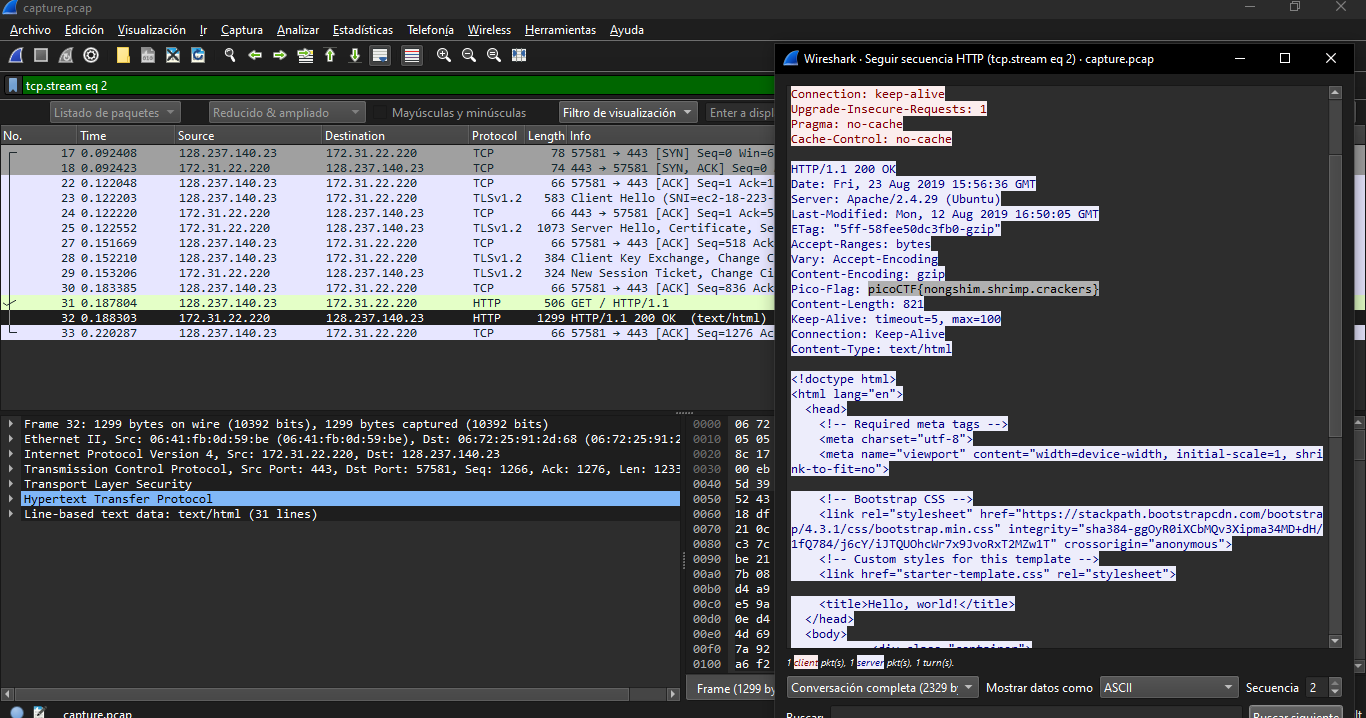 capture.pcap
Archivo Edición Visualización Ir Captura Analizar Estadísticas Telefonía Wireless Herramientas Ayuda
tcp.stream eq 2
Listado de paquetes Reducido & ampliado Mayúsculas y minúsculas Filtro de visualización Enter a displ
No. Time Source Destination Protocol Length Info
17 0.092408 128.237.140.23 172.31.22.220 TCP 78 57581 → 443 [SYN] Seq=0 Win=6
18 0.092423 172.31.22.220 128.237.140.23 TCP 74 443 → 57581 [SYN, ACK] Seq=0
22 0.122048 128.237.140.23 172.31.22.220 TCP 66 57581 → 443 [ACK] Seq=1 Ack=1
23 0.122203 128.237.140.23 172.31.22.220 TLSv1.2 583 Client Hello (SNI=ec2-18-223-
24 0.122220 172.31.22.220 128.237.140.23 TCP 66 443 → 57581 [ACK] Seq=1 Ack=5
25 0.122552 172.31.22.220 128.237.140.23 TLSv1.2 1073 Server Hello, Certificate, Se
27 0.151669 128.237.140.23 172.31.22.220 TCP 66 57581 → 443 [ACK] Seq=518 Ack
28 0.152210 128.237.140.23 172.31.22.220 TLSv1.2 384 Client Key Exchange, Change C
29 0.153206 172.31.22.220 128.237.140.23 TLSv1.2 324 New Session Ticket, Change Ci
30 0.183385 128.237.140.23 172.31.22.220 TCP 66 57581 → 443 [ACK] Seq=836 Ack
31 0.187804 128.237.140.23 172.31.22.220 HTTP 506 GET / HTTP/1.1
32 0.188303 172.31.22.220 128.237.140.23 HTTP 1299 HTTP/1.1 200 OK (text/html)
33 0.220287 128.237.140.23 172.31.22.220 TCP 66 57581 → 443 [ACK] Seq=1276 Ac
Frame 32: 1299 bytes on wire (10392 bits), 1299 bytes captured (10392 bits)
Ethernet II, Src: 06:41:fb:0d:59:be (06:41:fb:0d:59:be), Dst: 06:72:25:91:2d:68 (06:72:25:91:2
Internet Protocol Version 4, Src: 172.31.22.220, Dst: 128.237.140.23
Transmission Control Protocol, Src Port: 443, Dst Port: 57581, Seq: 1266, Ack: 1276, Len: 1233
Transport Layer Security
Hypertext Transfer Protocol
Line-based text data: text/html (31 lines)
0000 06 72
0010 05 05
0020 8c 17
0030 00 eb
0040 5d 39
0050 52 43
0060 18 df
0070 21 0c
0080 c3 7c
0090 be 21
00a0 7b 08
00b0 d4 a9
00c0 e5 9a
00d0 0e d4
00e0 4d 69
00f0 7a 92
0100 a6 f2
Frame (1299 by
capture.pcap
Wireshark · Seguir secuencia HTTP (tcp.stream eq 2) · capture.pcap
Connection: keep-alive
Upgrade-Insecure-Requests: 1
Pragma: no-cache
Cache-Control: no-cache
HTTP/1.1 200 OK
Date: Fri, 23 Aug 2019 15:56:36 GMT
Server: Apache/2.4.29 (Ubuntu)
Last-Modified: Mon, 12 Aug 2019 16:50:05 GMT
ETag: "5ff-58fee50dc3fb0-gzip"
Accept-Ranges: bytes
Vary: Accept-Encoding
Content-Encoding: gzip
Pico-Flag: picoCTF{nongshim.shrimp.crackers}
Content-Length: 821
Keep-Alive: timeout=5, max=100
Connection: Keep-Alive
Content-Type: text/html
<!doctype html>
<html lang="en">
<head>
<!-- Required meta tags -->
<meta charset="utf-8">
<meta name="viewport" content="width=device-width, initial-scale=1, shri
nk-to-fit=no">
<!-- Bootstrap CSS -->
<link rel="stylesheet" href="https://stackpath.bootstrapcdn.com/bootstra
p/4.3.1/css/bootstrap.min.css" integrity="sha384-ggOyR0iXCbMQv3Xipma34MD+dH/
1fQ784/j6cY/iJTQUOhcWr7x9JvoRxT2MZw1T" crossorigin="anonymous">
<!-- Custom styles for this template -->
<link href="starter-template.css" rel="stylesheet">
<title>Hello, world!</title>
</head>
<body>
<div class="container">
1 client pkt(s), 1 server pkt(s), 1 turn(s).
Conversación completa (2329 by Mostrar datos como ASCII Secuencia 2
Buscar: Buscar siguiente